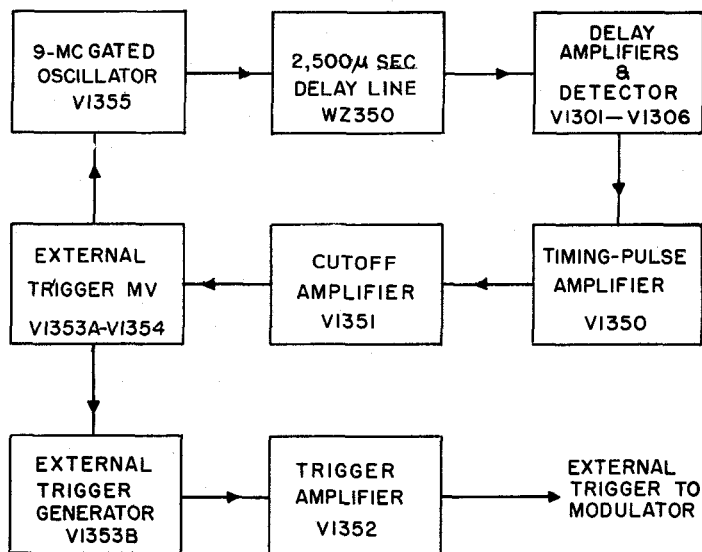 9-MC GATED
OSCILLATOR
V1355
2,500µ SEC
DELAY LINE
WZ350
DELAY
AMPLIFIERS
&
DETECTOR
V1301—V1306
EXTERNAL
TRIGGER MV
V1353A-V1354
CUTOFF
AMPLIFIER
V1351
TIMING-PULSE
AMPLIFIER
V1350
EXTERNAL
TRIGGER
GENERATOR
V1353B
TRIGGER
AMPLIFIER
V1352
EXTERNAL
TRIGGER TO
MODULATOR